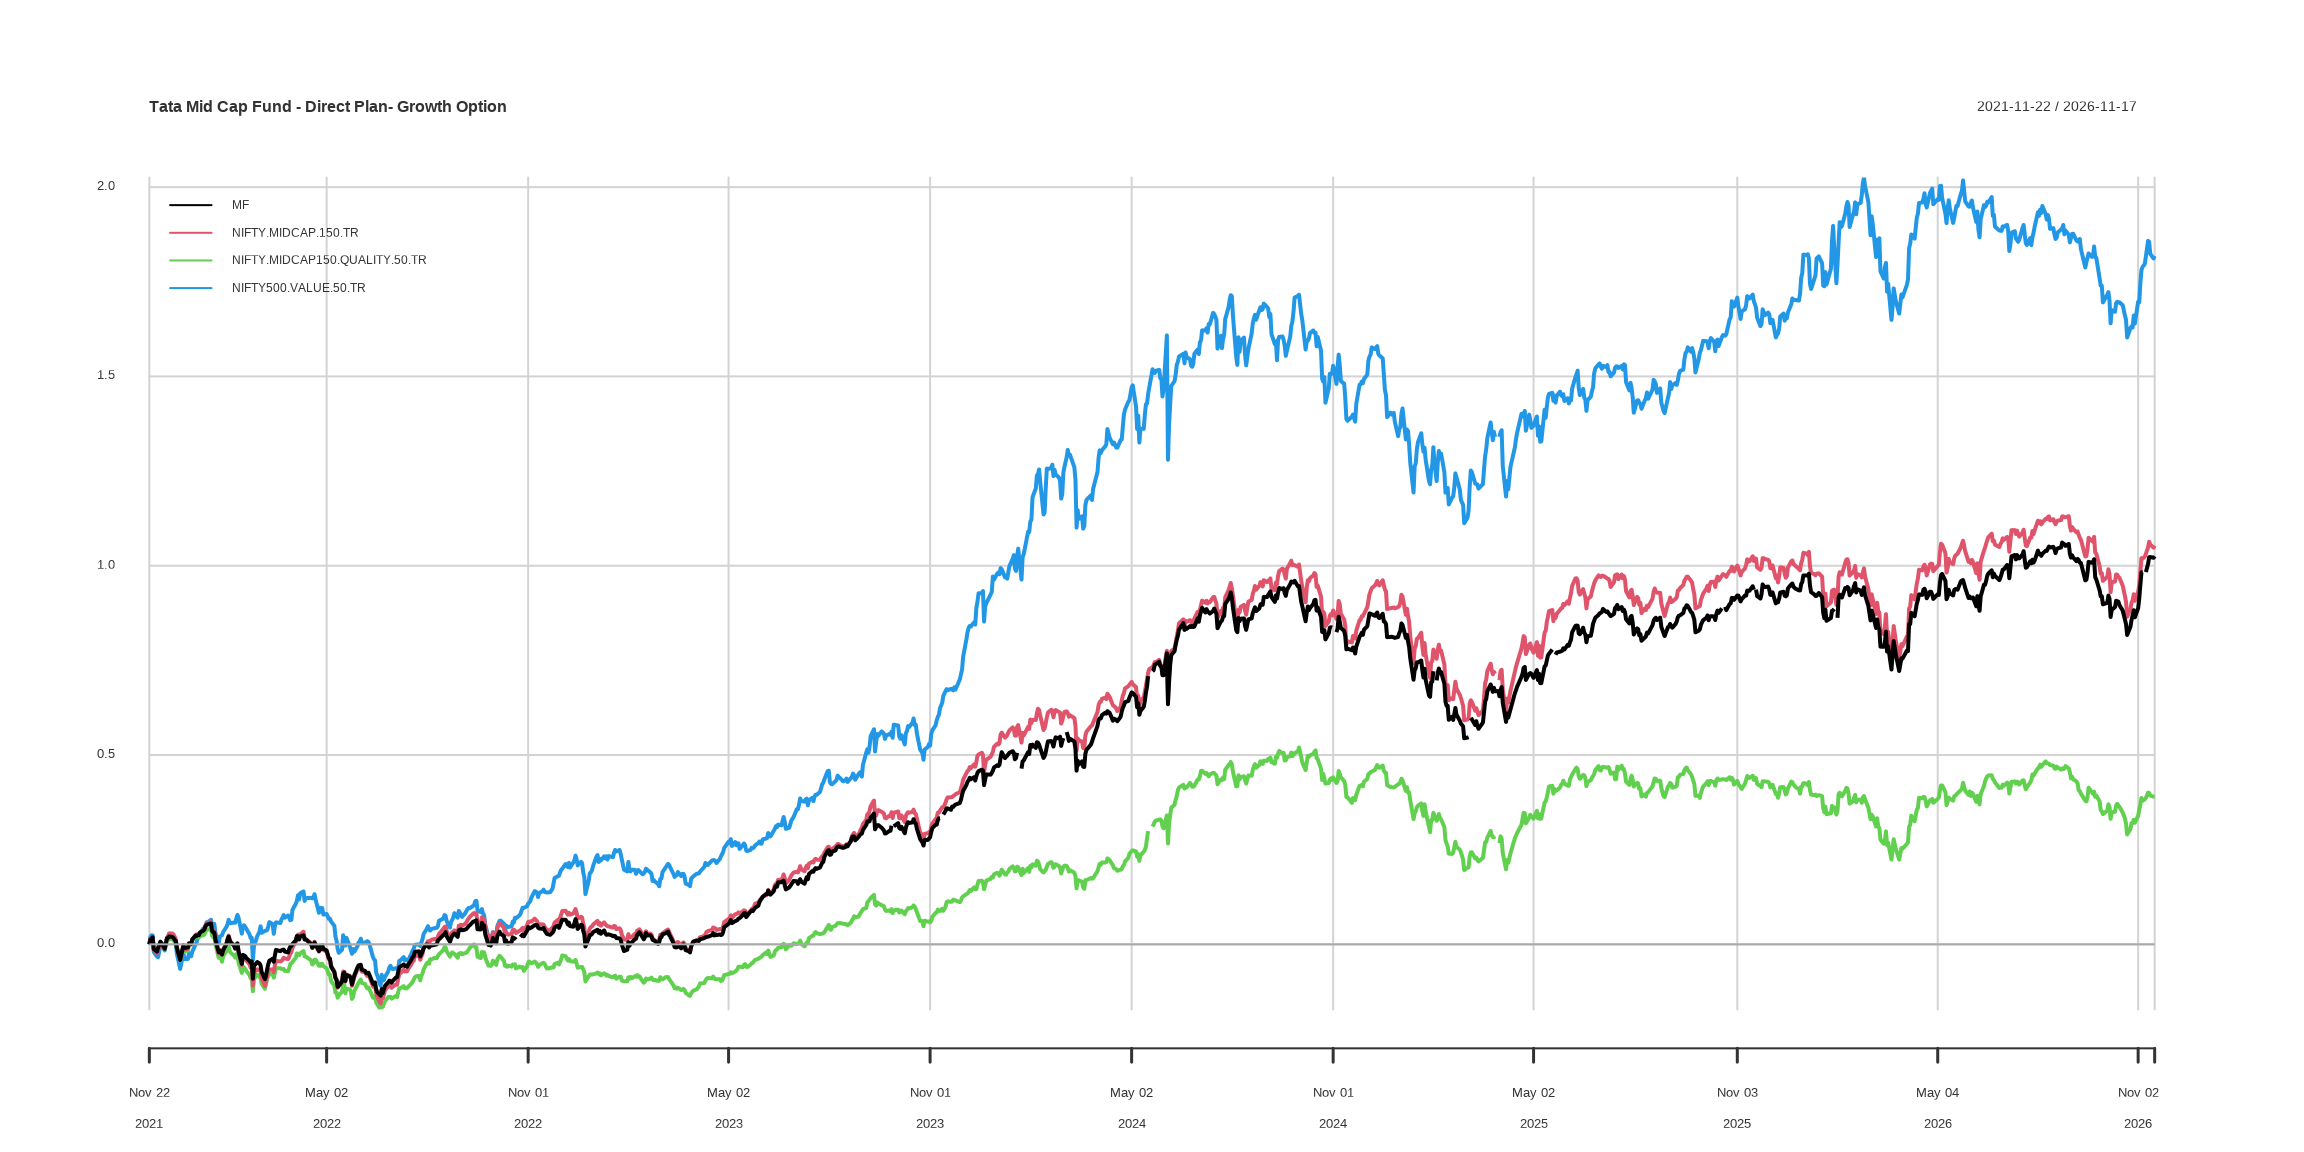 Tata Mid Cap Fund - Direct Plan- Growth Option
2021-11-22 / 2026-11-17
2.0
1.5
1.0
0.5
0.0
MF
NIFTY.MIDCAP.150.TR
NIFTY.MIDCAP150.QUALITY.50.TR
NIFTY500.VALUE.50.TR
Nov 22 May 02 Nov 01 May 02 Nov 01 May 02 Nov 01 May 02 Nov 03 May 04 Nov 02
2021 2022 2022 2023 2023 2024 2024 2025 2025 2026 2026